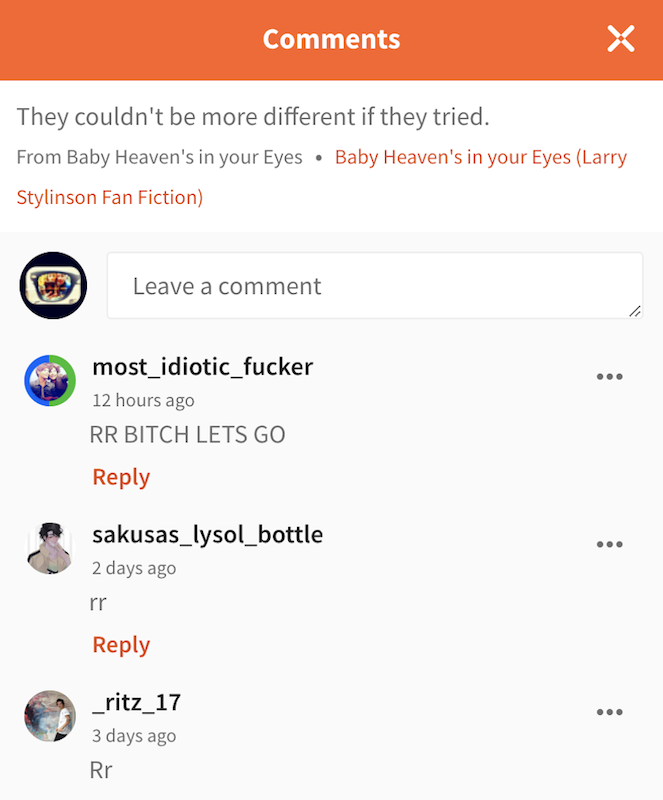 Comments
They couldn't be more different if they tried.
From Baby Heaven's in your Eyes • Baby Heaven's in your Eyes (Larry
Stylinson Fan Fiction)
Leave a comment
most_idiotic_fucker
12 hours ago
RR BITCH LETS GO
Reply
sakusas_lysol_bottle
2 days ago
rr
Reply
_ritz_17
3 days ago
Rr